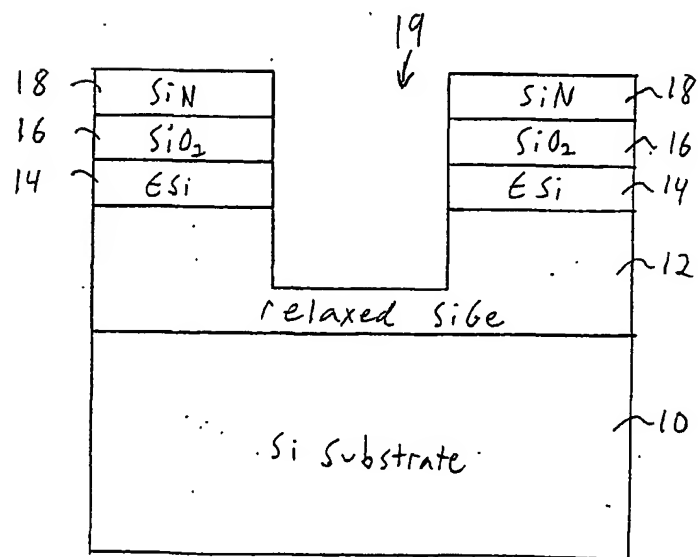 19
18 SiN SiN 18
16 SiO₂ SiO₂ 16
14 ESi ESi 14
12
relaxed SiGe
10
Si Substrate